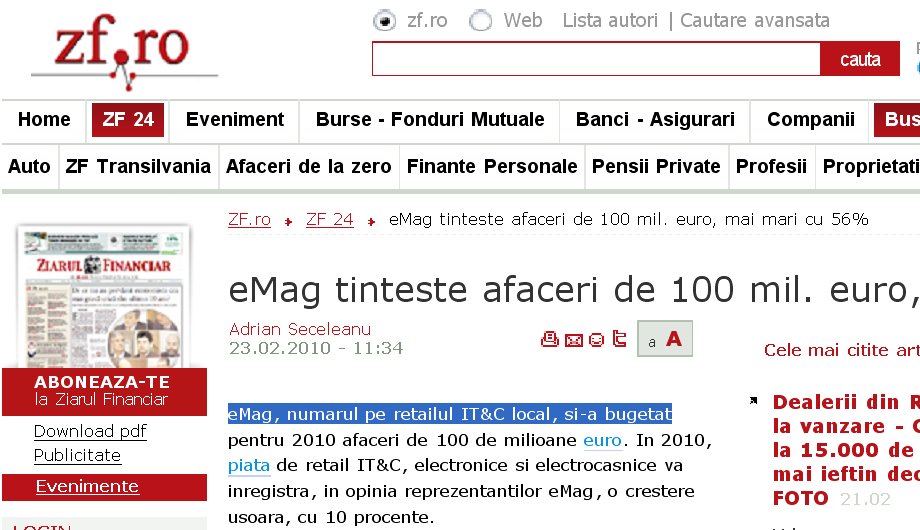 zf.ro
zf.ro Web Lista autori | Cautare avansata
cauta
Home ZF 24 Eveniment Burse - Fonduri Mutuale Banci - Asigurari Companii Bus
Auto ZF Transilvania Afaceri de la zero Finante Personale Pensii Private Profesii Proprietati
ZF.ro ZF 24 eMag tinteste afaceri de 100 mil. euro, mai mari cu 56%
ZIARUL FINANCIAR
eMag tinteste afaceri de 100 mil. euro,
Adrian Seceleanu
23.02.2010 - 11:34
a A
Cele mai citite art
ABONEAZA-TE
la Ziarul Financiar
Download pdf
Publicitate
Evenimente
LOGIN
eMag, numarul pe retailul IT&C local, si-a bugetat
pentru 2010 afaceri de 100 de milioane euro. In 2010,
piata de retail IT&C, electronice si electrocasnice va
inregistra, in opinia reprezentantilor eMag, o crestere
usoara, cu 10 procente.
Dealerii din R
la vanzare - C
la 15.000 de
mai ieftin dec
FOTO 21.02